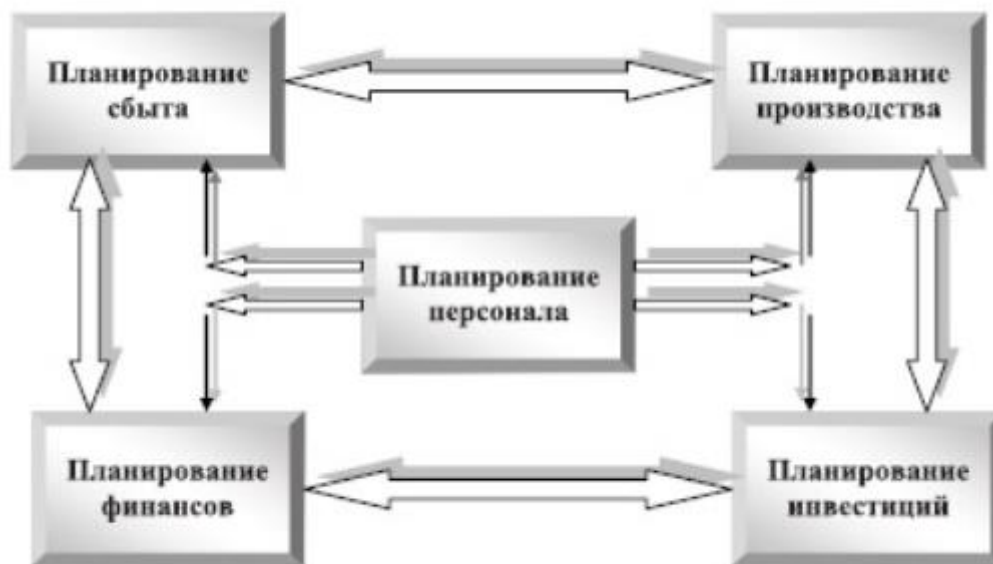 Планирование
сбыта
Планирование
производства
Планирование
персонала
Планирование
финансов
Планирование
инвестиций